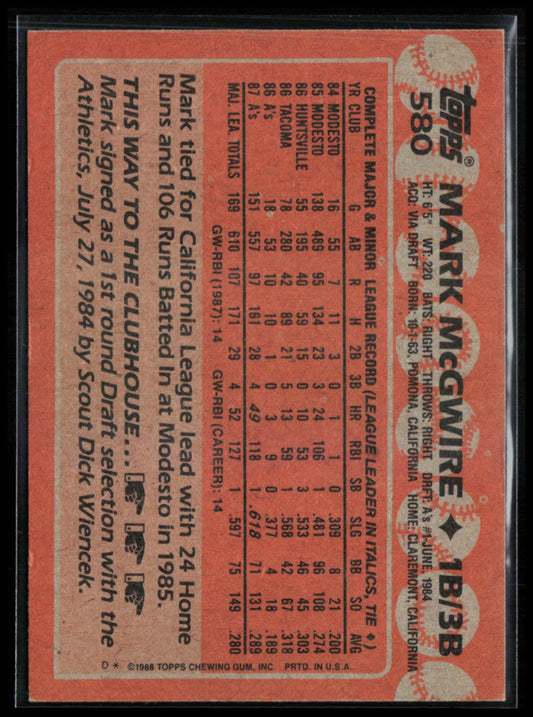 topps®
580
MARK McGWIRE ♦ 1B/3B
HT: 6'5" WT: 220 BATS: RIGHT THROWS: RIGHT DRAFT: A's #1-JUNE, 1984
ACQ: VIA DRAFT BORN: 10-1-63, POMONA, CALIFORNIA HOME: CLAREMONT, CALIFORNIA
COMPLETE MAJOR & MINOR LEAGUE RECORD (LEAGUE LEADER IN ITALICS, TIE ♦)
YR CLUB G AB R H 2B 3B HR RBI SB SLG BB SO AVG
84 MODESTO 16 55 7 11 3 0 1 1 0 .309 8 21 .200
85 MODESTO 138 489 95 134 23 3 24 106 1 .481 96 108 .274
86 HUNTSVILLE 55 195 40 59 15 0 10 53 3 .533 46 45 .303
86 TACOMA 78 280 42 89 21 5 13 59 1 .568 42 67 .318
86 A's 18 53 10 10 1 0 3 9 0 .377 4 18 .189
87 A's 151 557 97 161 28 4 49 118 1 .618 71 131 .289
MAJ. LEA. TOTALS 169 610 107 171 29 4 52 127 1 .597 75 149 .280
GW-RBI (1987): 14 GW-RBI (CAREER): 14
Mark tied for California League lead with 24 Home
Runs and 106 Runs Batted In at Modesto in 1985.
THIS WAY TO THE CLUBHOUSE...
Mark signed as a 1st round Draft selection with the
Athletics, July 27, 1984 by Scout Dick Wiencek.
D* ©1988 TOPPS CHEWING GUM, INC. PRTD. IN U.S.A.